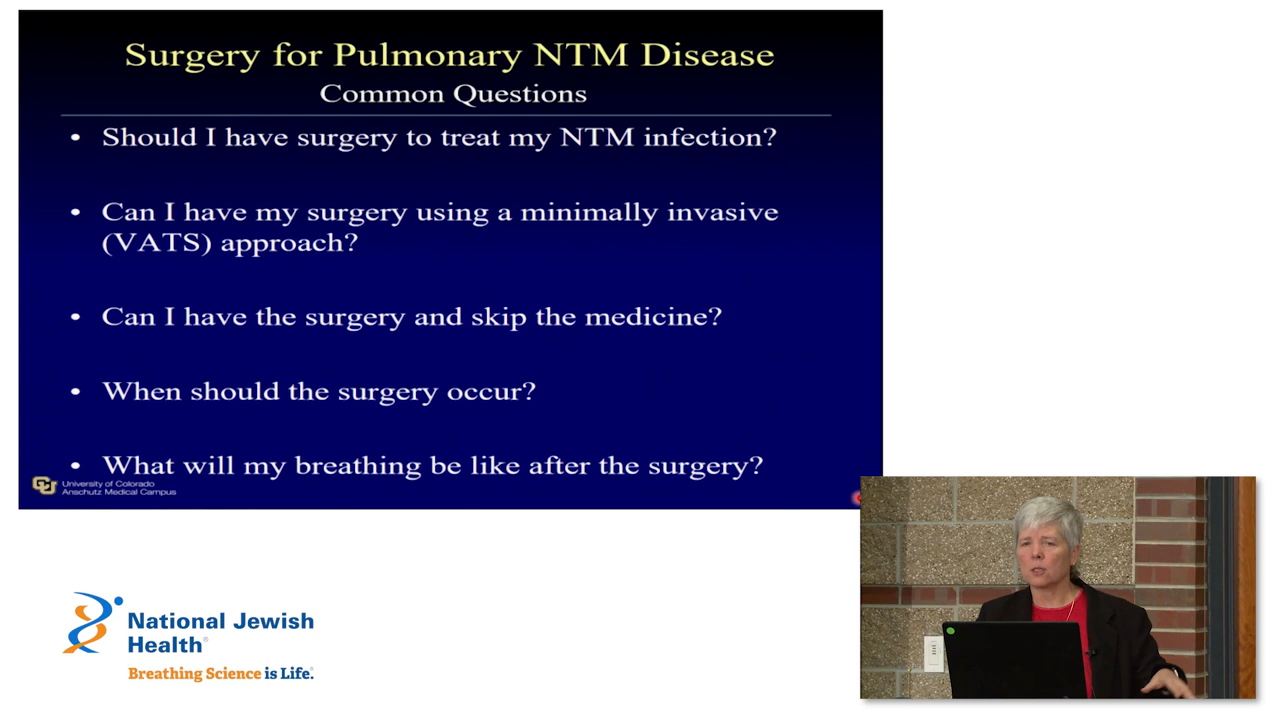 Surgery for Pulmonary NTM Disease
Common Questions
• Should I have surgery to treat my NTM infection?
• Can I have my surgery using a minimally invasive
(VATS) approach?
• Can I have the surgery and skip the medicine?
• When should the surgery occur?
• What will my breathing be like after the surgery?
University of Colorado
Anschutz Medical Campus
National Jewish
Health®
Breathing Science is Life.®